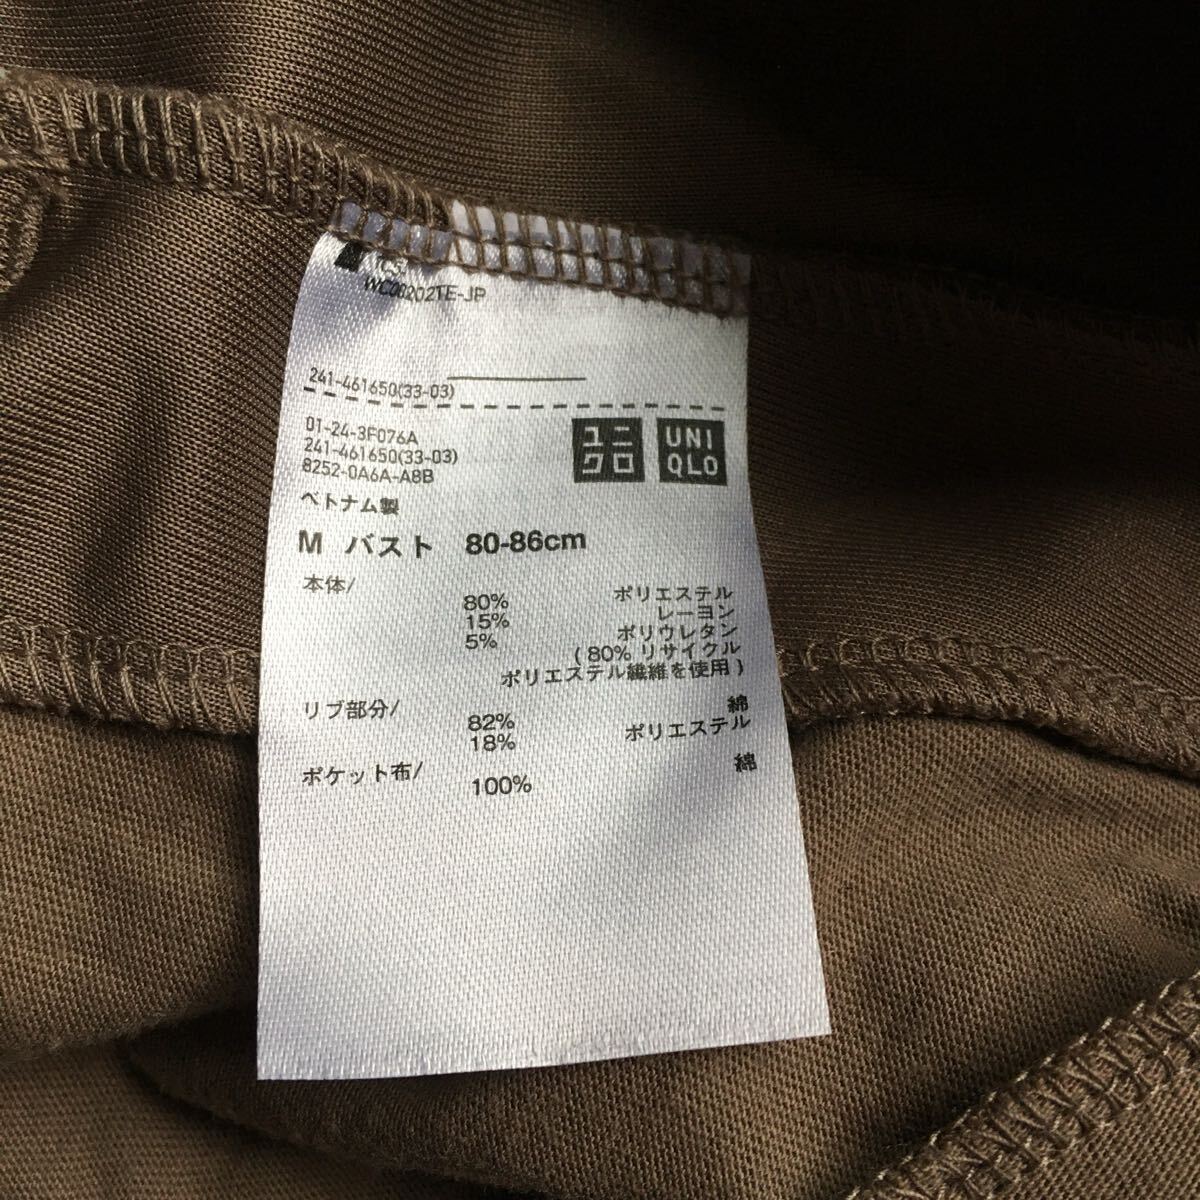 WC00202TE-JP
241-461650(33-03)
01-24-3F076A
241-461650(33-03)
8252-0A6A-A8B
ユニ
クロ
UNI
QLO
ベトナム製
M バスト 80-86cm
本体/
80% ポリエステル
15% レーヨン
5% ポリウレタン
( 80% リサイクル
ポリエステル繊維を使用 )
リブ部分/
82% 綿
18% ポリエステル
ポケット布/
100% 綿